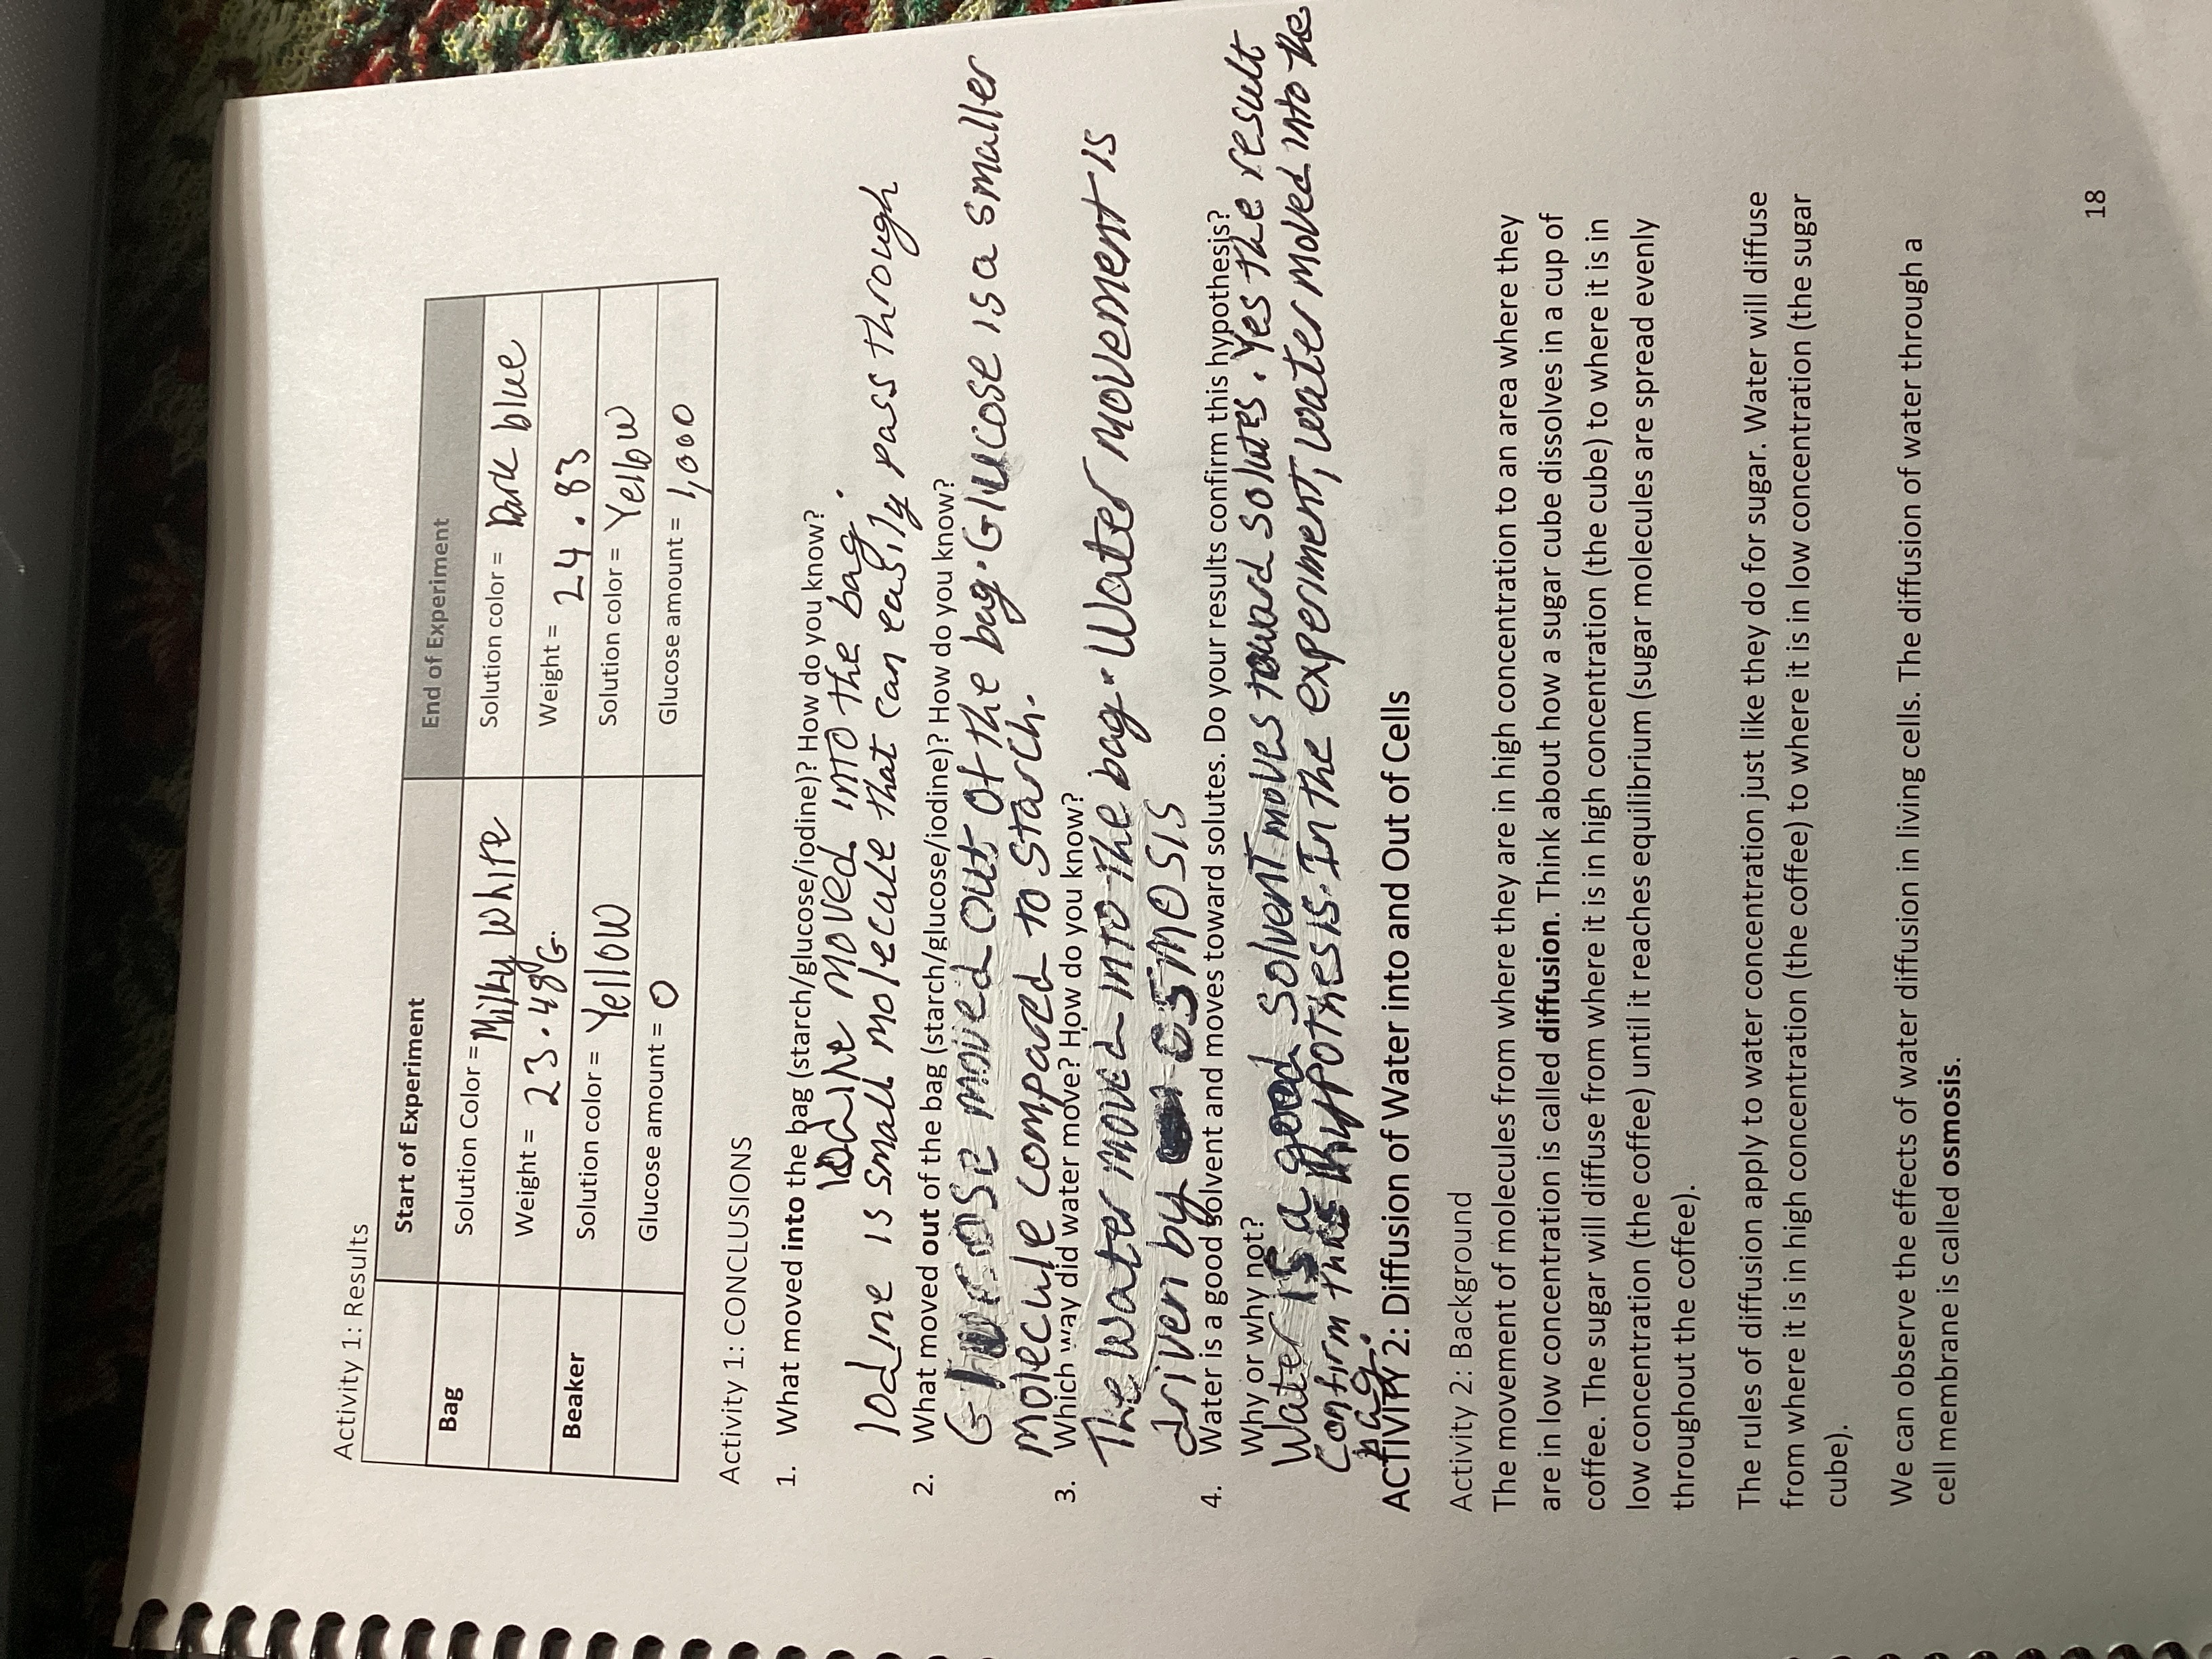 Activity 1: Results
Start of Experiment
End of Experiment
Bag
Solution Color = Milky White
Solution color = Dark blue
Weight = 23.48G.
Weight = 24.83
Beaker
Solution color = Yellow
Solution color = Yellow
Glucose amount = 0
Glucose amount = 1,000
Activity 1: CONCLUSIONS
1. What moved into the bag (starch/glucose/iodine)? How do you know?
Iodine moved into the bag.
Iodine is small molecule that can easily pass through
2. What moved out of the bag (starch/glucose/iodine)? How do you know?
Glucose moved out of the bag. Glucose is a smaller
molecule compared to starch.
3. Which way did water move? How do you know?
The Water moved into the bag. Water movement is
driven by osmosis
4. Water is a good solvent and moves toward solutes. Do your results confirm this hypothesis?
Why or why not?
Water is a good solvent moves toward solutes. Yes the result
Confirm this hypothesis. In the experiment, water moved into the
bag.
ACTIVITY 2: Diffusion of Water into and Out of Cells
Activity 2: Background
The movement of molecules from where they are in high concentration to an area where they
are in low concentration is called diffusion. Think about how a sugar cube dissolves in a cup of
coffee. The sugar will diffuse from where it is in high concentration (the cube) to where it is in
low concentration (the coffee) until it reaches equilibrium (sugar molecules are spread evenly
throughout the coffee).
The rules of diffusion apply to water concentration just like they do for sugar. Water will diffuse
from where it is in high concentration (the coffee) to where it is in low concentration (the sugar
cube).
We can observe the effects of water diffusion in living cells. The diffusion of water through a
cell membrane is called osmosis.
18